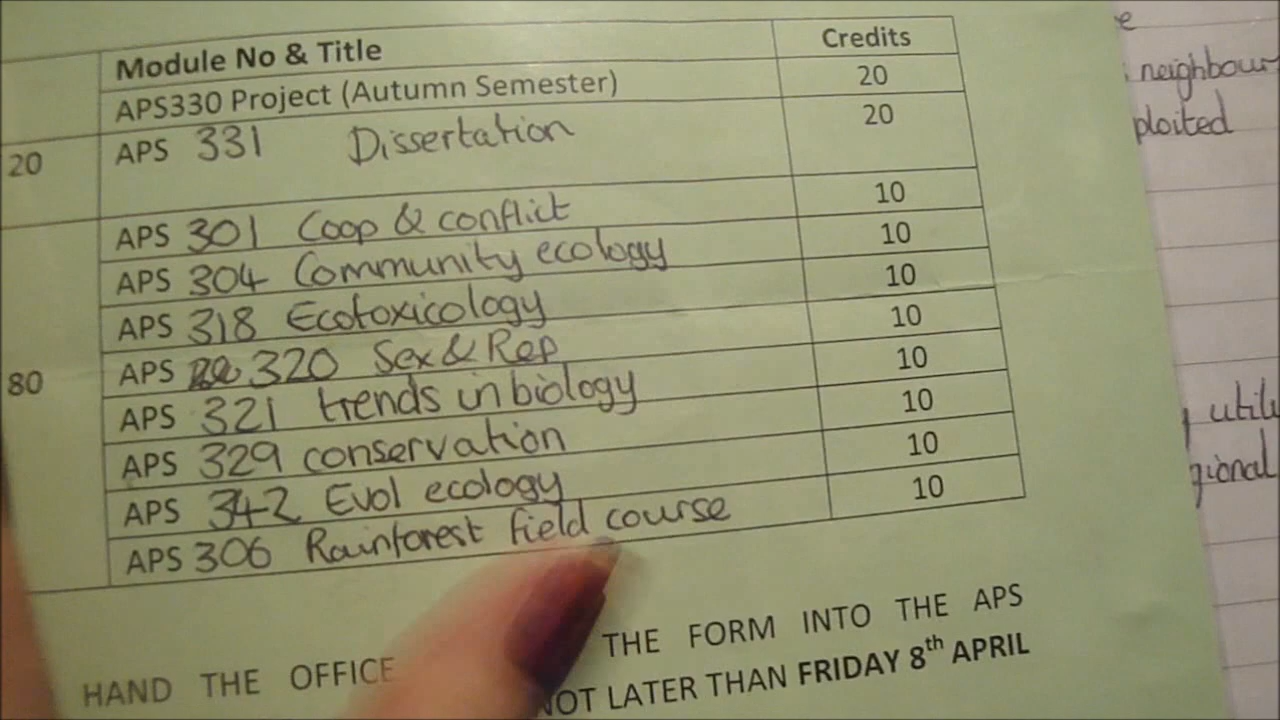 Module No & Title Credits
APS330 Project (Autumn Semester) 20
20 APS 331 Dissertation 20
APS 301 Coop & conflict 10
APS 304 Community ecology 10
APS 318 Ecotoxicology 10
APS 320 Sex & Rep 10
80 APS 321 trends in biology 10
APS 329 conservation 10
APS 342 Evol ecology 10
APS 306 Rainforest field course 10
HAND THE OFFICE THE FORM INTO THE APS
NOT LATER THAN FRIDAY 8th APRIL
neighbour
ploited
utili
gional